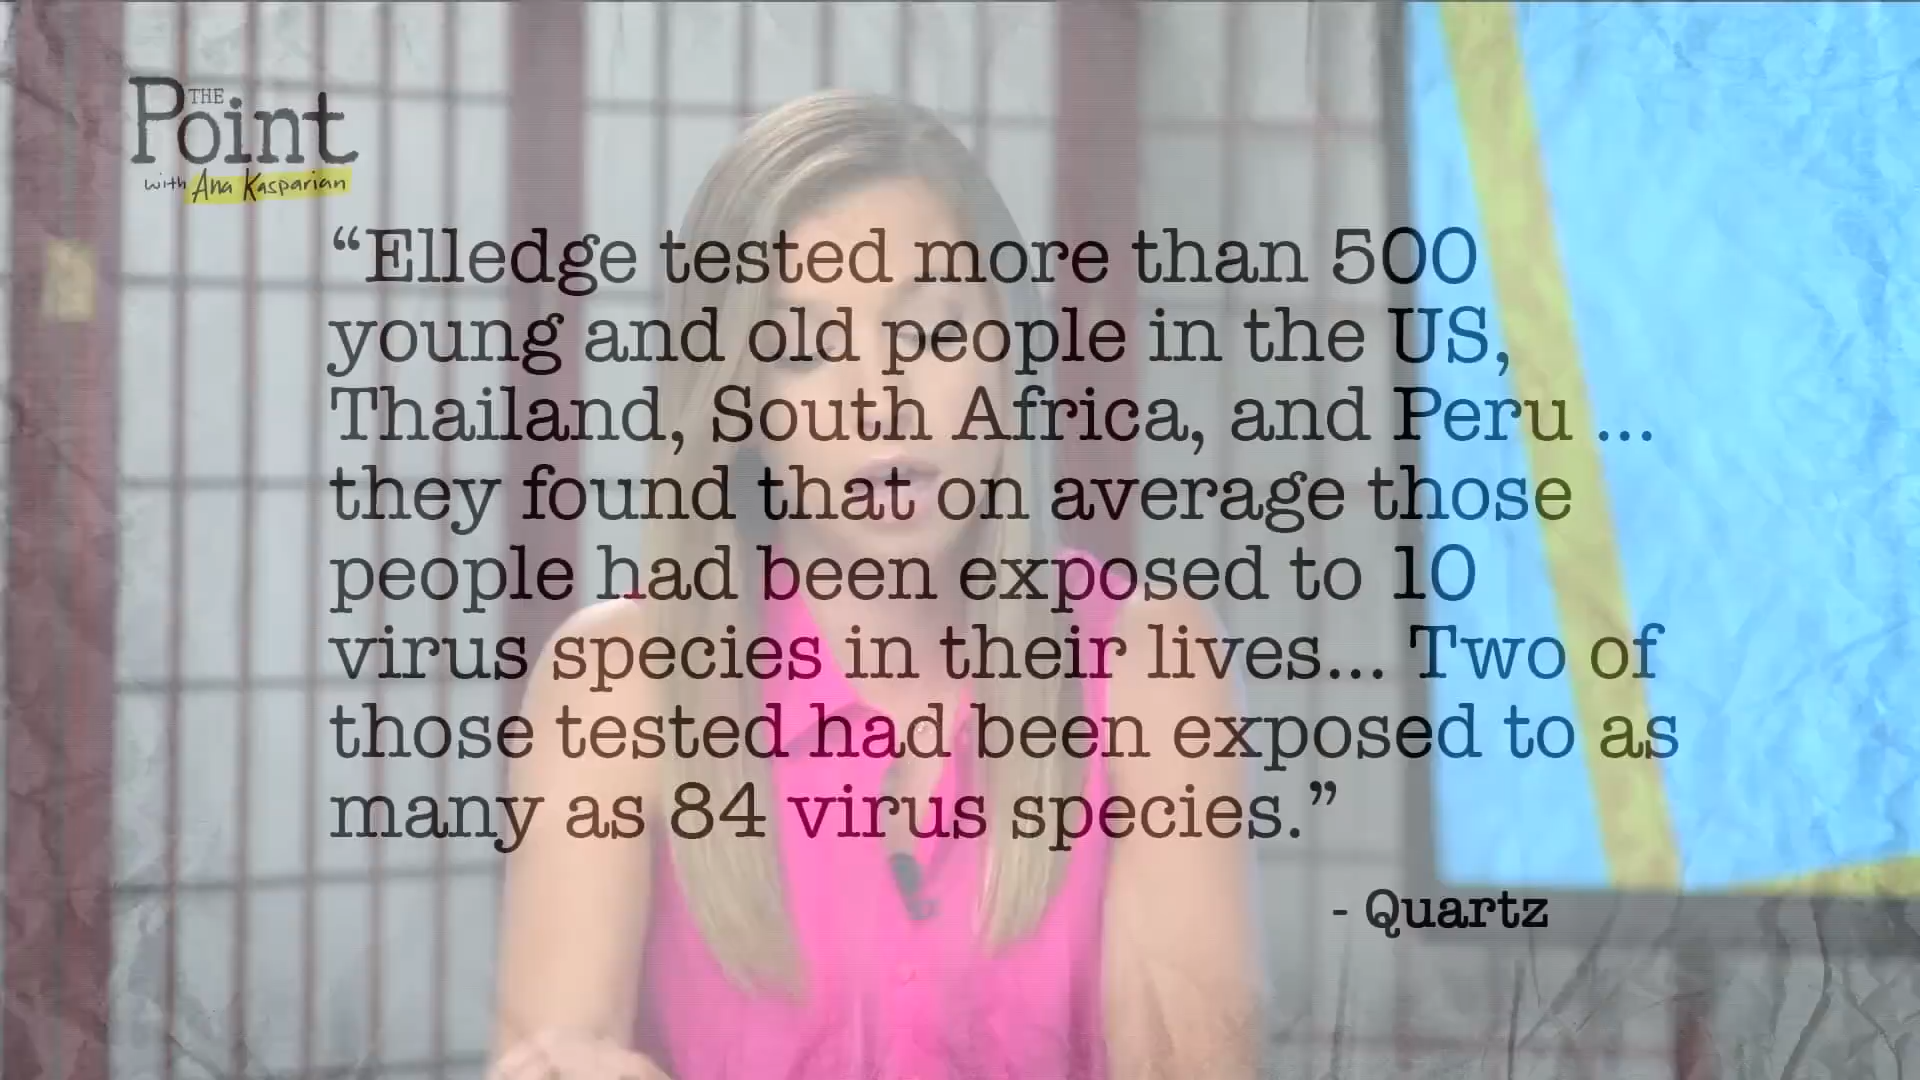 THE
Point
with Ana Kasparian
“Elledge tested more than 500
young and old people in the US,
Thailand, South Africa, and Peru ...
they found that on average those
people had been exposed to 10
virus species in their lives... Two of
those tested had been exposed to as
many as 84 virus species.”
- Quartz